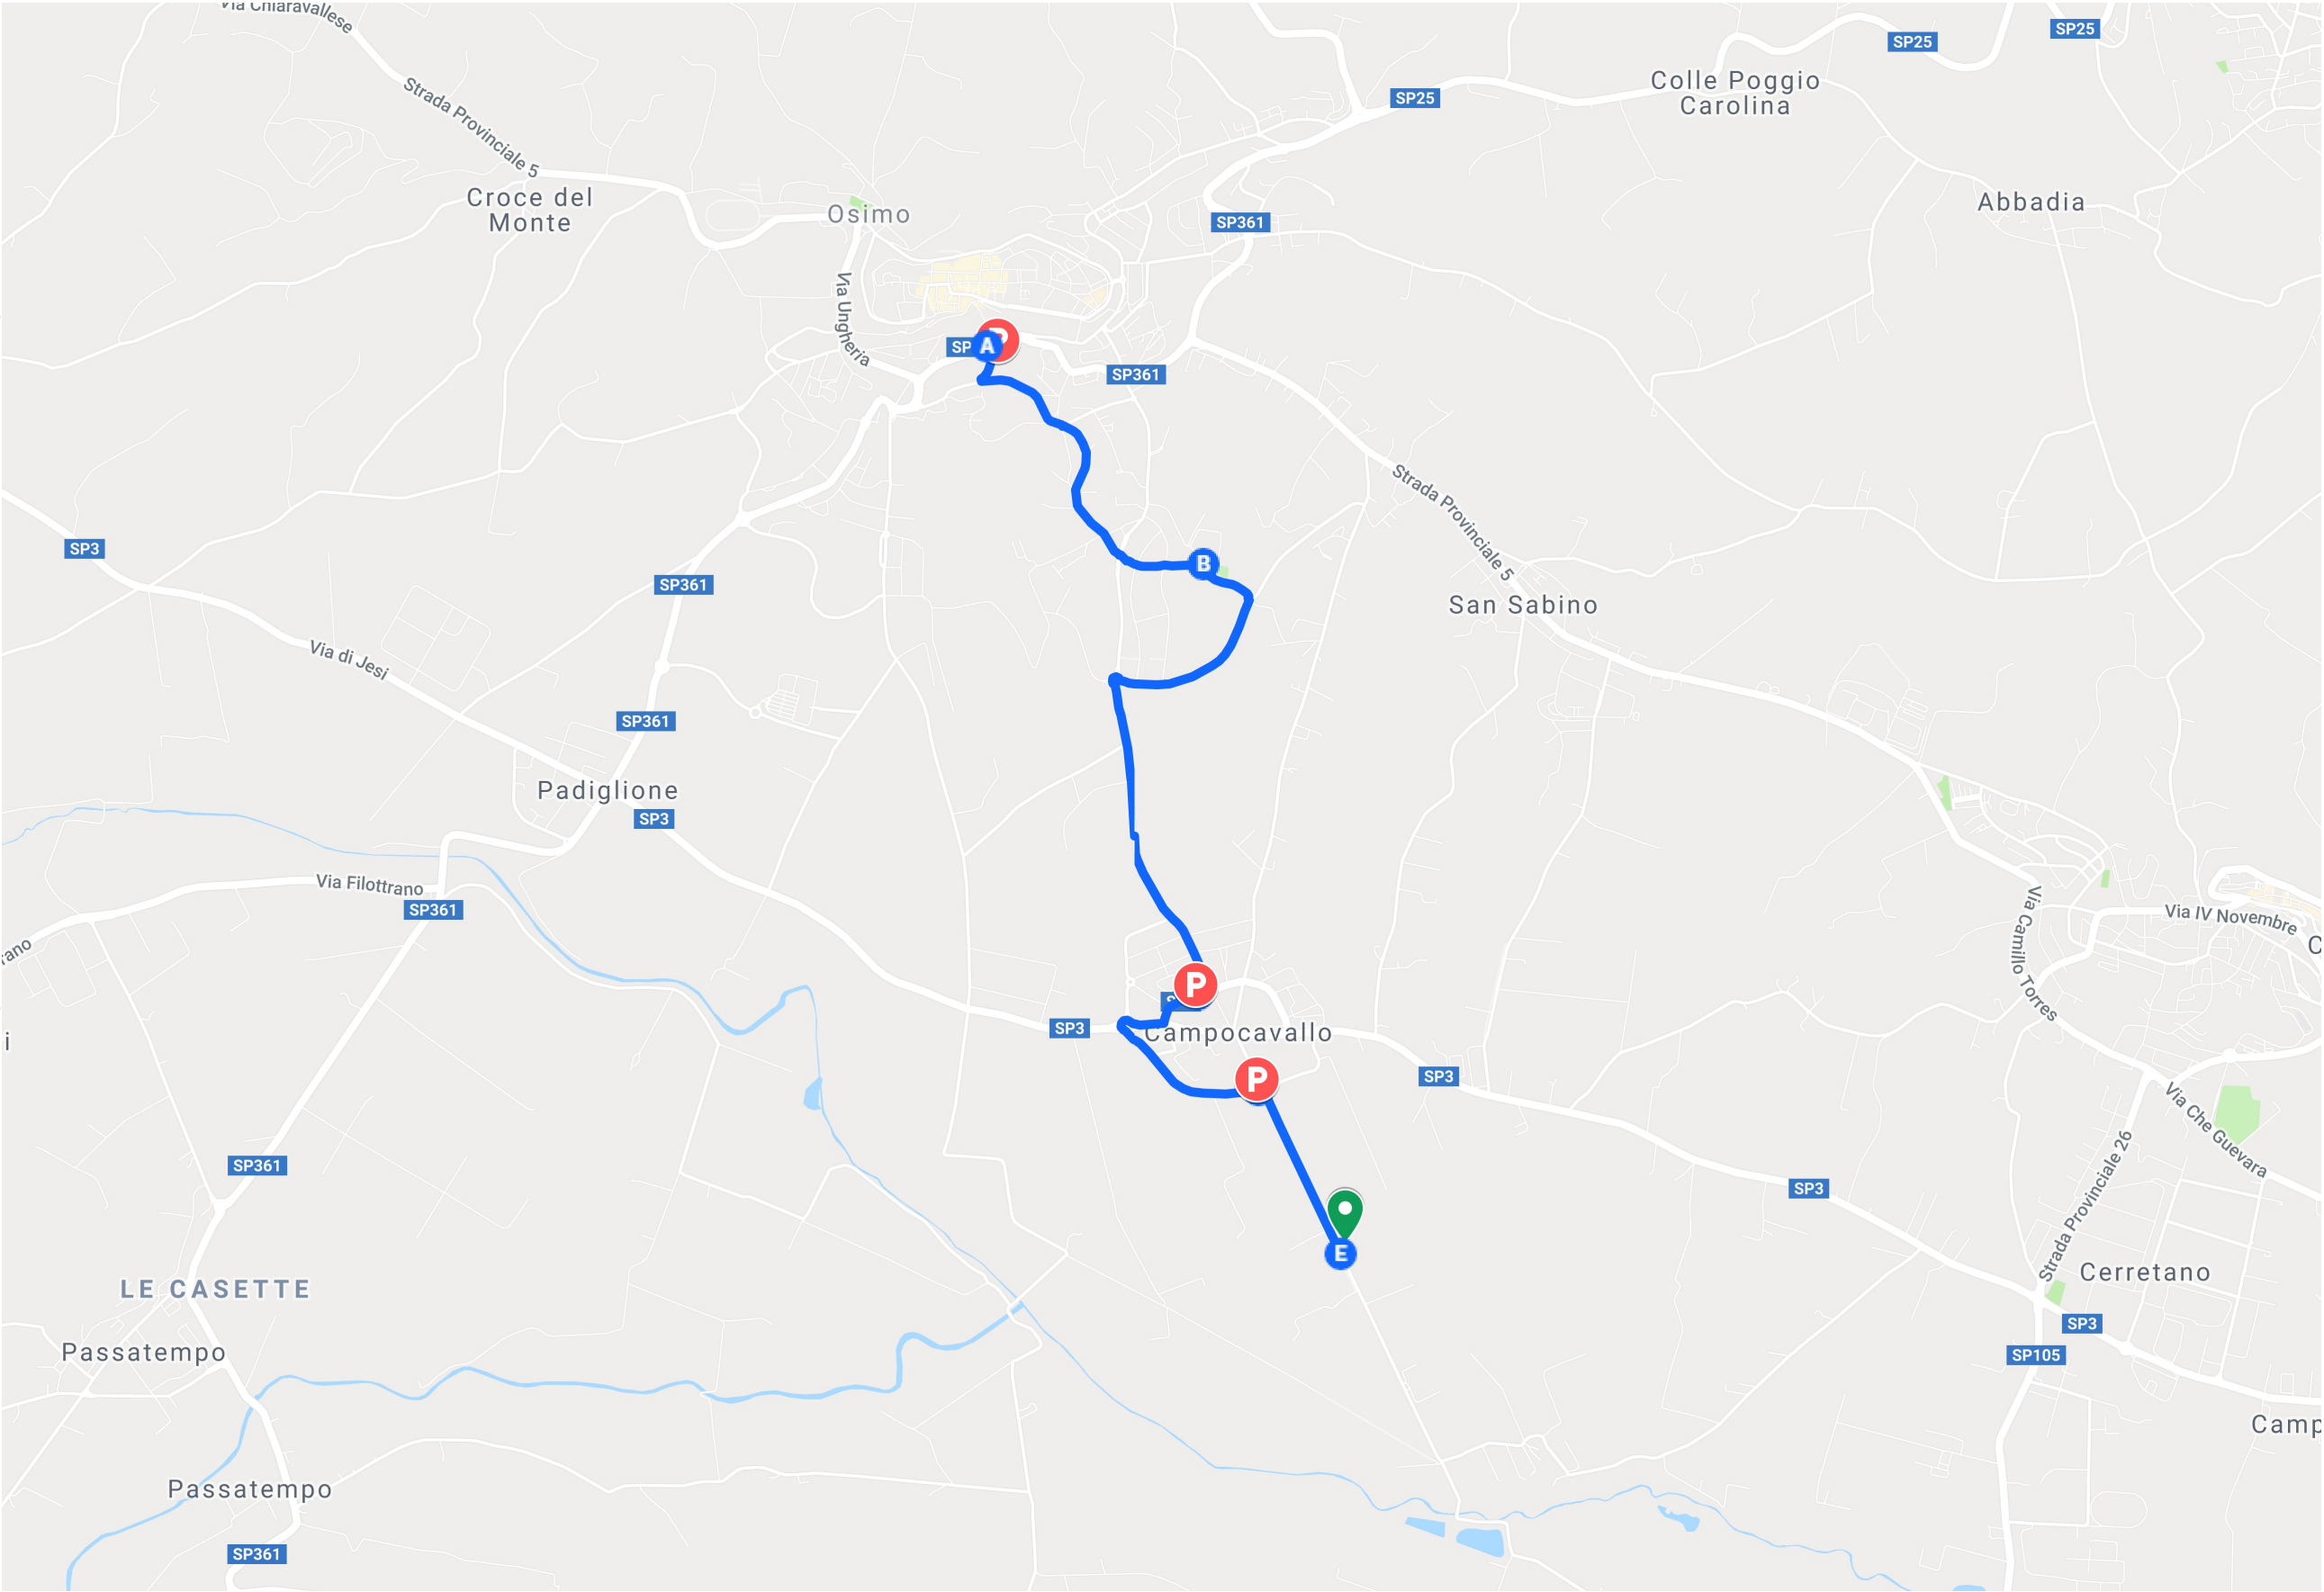 Via Chiaravallese
SP25
SP25
SP25
Colle Poggio
Carolina
Strada Provinciale 5
Croce del
Monte
Osimo
SP361
Abbadia
Via Ungheria
A
SP361
Strada Provinciale 5
SP3
B
SP361
San Sabino
Via di Jesi
SP361
Padiglione
SP3
Via Filottrano
SP361
Via Camillo Torres
Via IV Novembre
P
SP3
Campocavallo
P
SP3
Via Che Guevara
Strada Provinciale 26
SP361
SP3
E
LE CASETTE
Cerretano
SP3
Passatempo
SP105
Passatempo
SP361